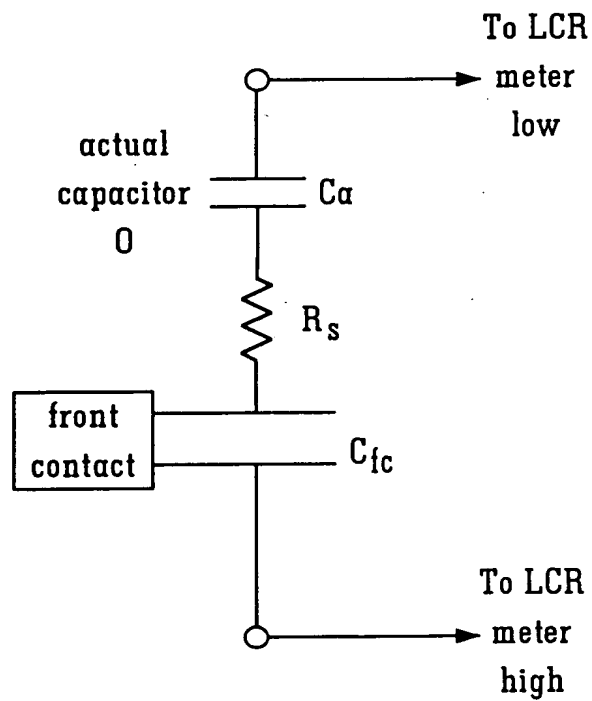 To LCR
meter
low
actual
capacitor
0
Ca
Rs
front
contact
Cfc
To LCR
meter
high